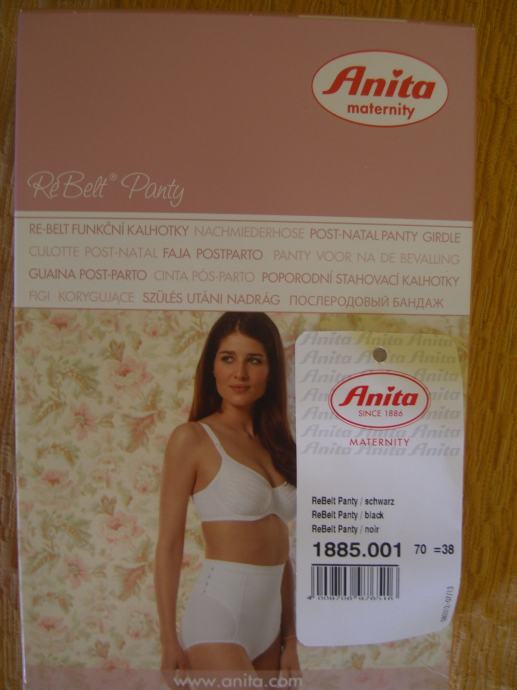 Anita
maternity
ReBelt® Panty
RE-BELT FUNKČNÍ KALHOTKY NACHMIEDERHOSE POST-NATAL PANTY GIRDLE
CULOTTE POST-NATAL FAJA POSTPARTO PANTY VOOR NA DE BEVALLING
GUAINA POST-PARTO CINTA PÓS-PARTO POPORODNÍ STAHOVACÍ KALHOTKY
FIGI KORYGUJĄCE SZÜLÉS UTÁNI NADRÁG ПОСЛЕРОДОВЫЙ БАНДАЖ
Anita
SINCE 1886
MATERNITY
ReBelt Panty / schwarz
ReBelt Panty / black
ReBelt Panty / noir
1885.001 70 =38
www.anita.com